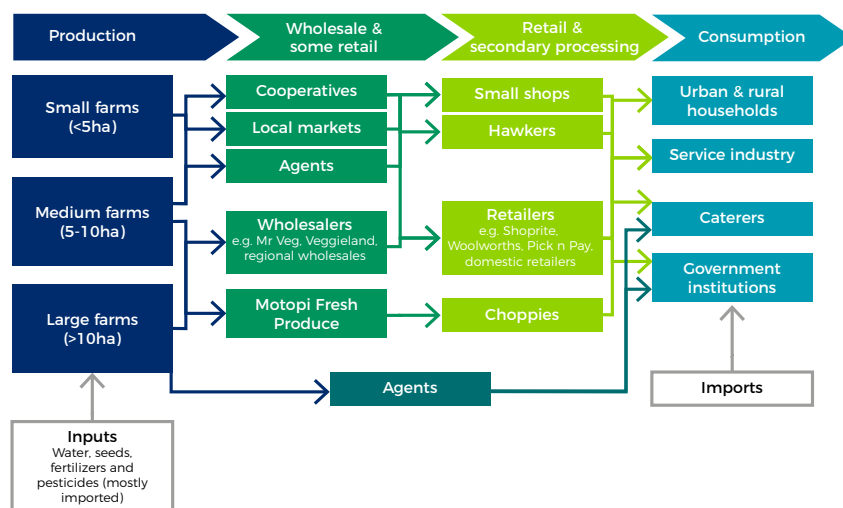 Production
Wholesale &
some retail
Retail &
secondary processing
Consumption
Small farms
(<5ha)
Medium farms
(5-10ha)
Large farms
(>10ha)
Inputs
Water, seeds,
fertilizers and
pesticides (mostly
imported)
Cooperatives
Local markets
Agents
Wholesalers
e.g. Mr Veg, Veggieland,
regional wholesales
Motopi Fresh
Produce
Agents
Small shops
Hawkers
Retailers
e.g. Shoprite,
Woolworths, Pick n Pay,
domestic retailers
Choppies
Urban & rural
households
Service industry
Caterers
Government
institutions
Imports